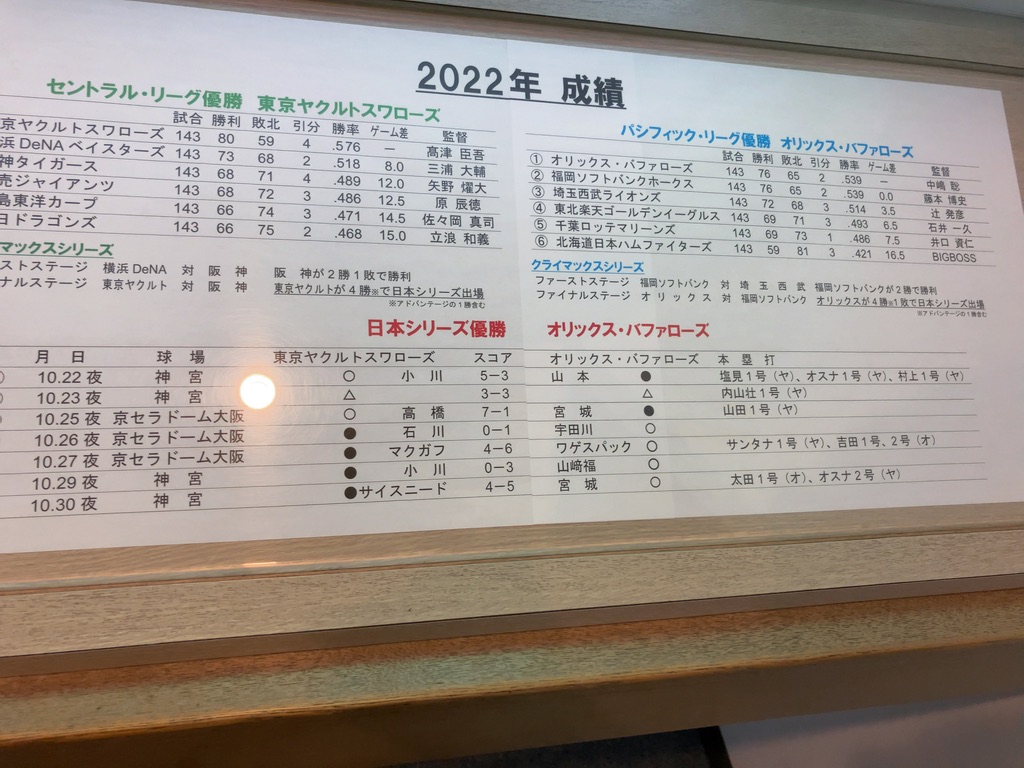 2022年 成績
セントラル・リーグ優勝 東京ヤクルトスワローズ
試合 勝利 敗北 引分 勝率 ゲーム差 監督
京ヤクルトスワローズ 143 80 59 4 .576 — 髙津 臣吾
浜 DeNA ベイスターズ 143 73 68 2 .518 8.0 三浦 大輔
神タイガース 143 68 71 4 .489 12.0 矢野 燿大
売ジャイアンツ 143 68 72 3 .486 12.5 原 辰徳
島東洋カープ 143 66 74 3 .471 14.5 佐々岡 真司
日ドラゴンズ 143 66 75 2 .468 15.0 立浪 和義
マックスシリーズ
ストステージ 横浜 DeNA 対 阪 神 阪 神が2勝1敗で勝利
ナルステージ 東京ヤクルト 対 阪 神 東京ヤクルトが4勝※で日本シリーズ出場
※アドバンテージの1勝含む
パシフィック・リーグ優勝 オリックス・バファローズ
試合 勝利 敗北 引分 勝率 ゲーム差 監督
① オリックス・バファローズ 143 76 65 2 .539 — 中嶋 聡
② 福岡ソフトバンクホークス 143 76 65 2 .539 0.0 藤本 博史
③ 埼玉西武ライオンズ 143 72 68 3 .514 3.5 辻 発彦
④ 東北楽天ゴールデンイーグルス 143 69 71 3 .493 6.5 石井 一久
⑤ 千葉ロッテマリーンズ 143 69 73 1 .486 7.5 井口 資仁
⑥ 北海道日本ハムファイターズ 143 59 81 3 .421 16.5 BIGBOSS
クライマックスシリーズ
ファーストステージ 福岡ソフトバンク 対 埼 玉 西 武 福岡ソフトバンクが2勝で勝利
ファイナルステージ オ リ ッ ク ス 対 福岡ソフトバンク オリックスが4勝※1敗で日本シリーズ出場
※アドバンテージの1勝含む
日本シリーズ優勝 オリックス・バファローズ
月 日 球 場 東京ヤクルトスワローズ スコア オリックス・バファローズ 本 塁 打
10.22 夜 神 宮 ○ 小 川 5−3 山 本 ● 塩見1号（ヤ）、オスナ1号（ヤ）、村上1号（ヤ）
10.23 夜 神 宮 △ 3−3 △ 内山壮1号（ヤ）
10.25 夜 京セラドーム大阪 ○ 高 橋 7−1 宮 城 ● 山田1号（ヤ）
10.26 夜 京セラドーム大阪 ● 石 川 0−1 宇田川 ○
10.27 夜 京セラドーム大阪 ● マクガフ 4−6 ワゲスパック ○ サンタナ1号（ヤ）、吉田1号、2号（オ）
10.29 夜 神 宮 ● 小 川 0−3 山﨑福 ○
10.30 夜 神 宮 ● サイスニード 4−5 宮 城 ○ 太田1号（オ）、オスナ2号（ヤ）